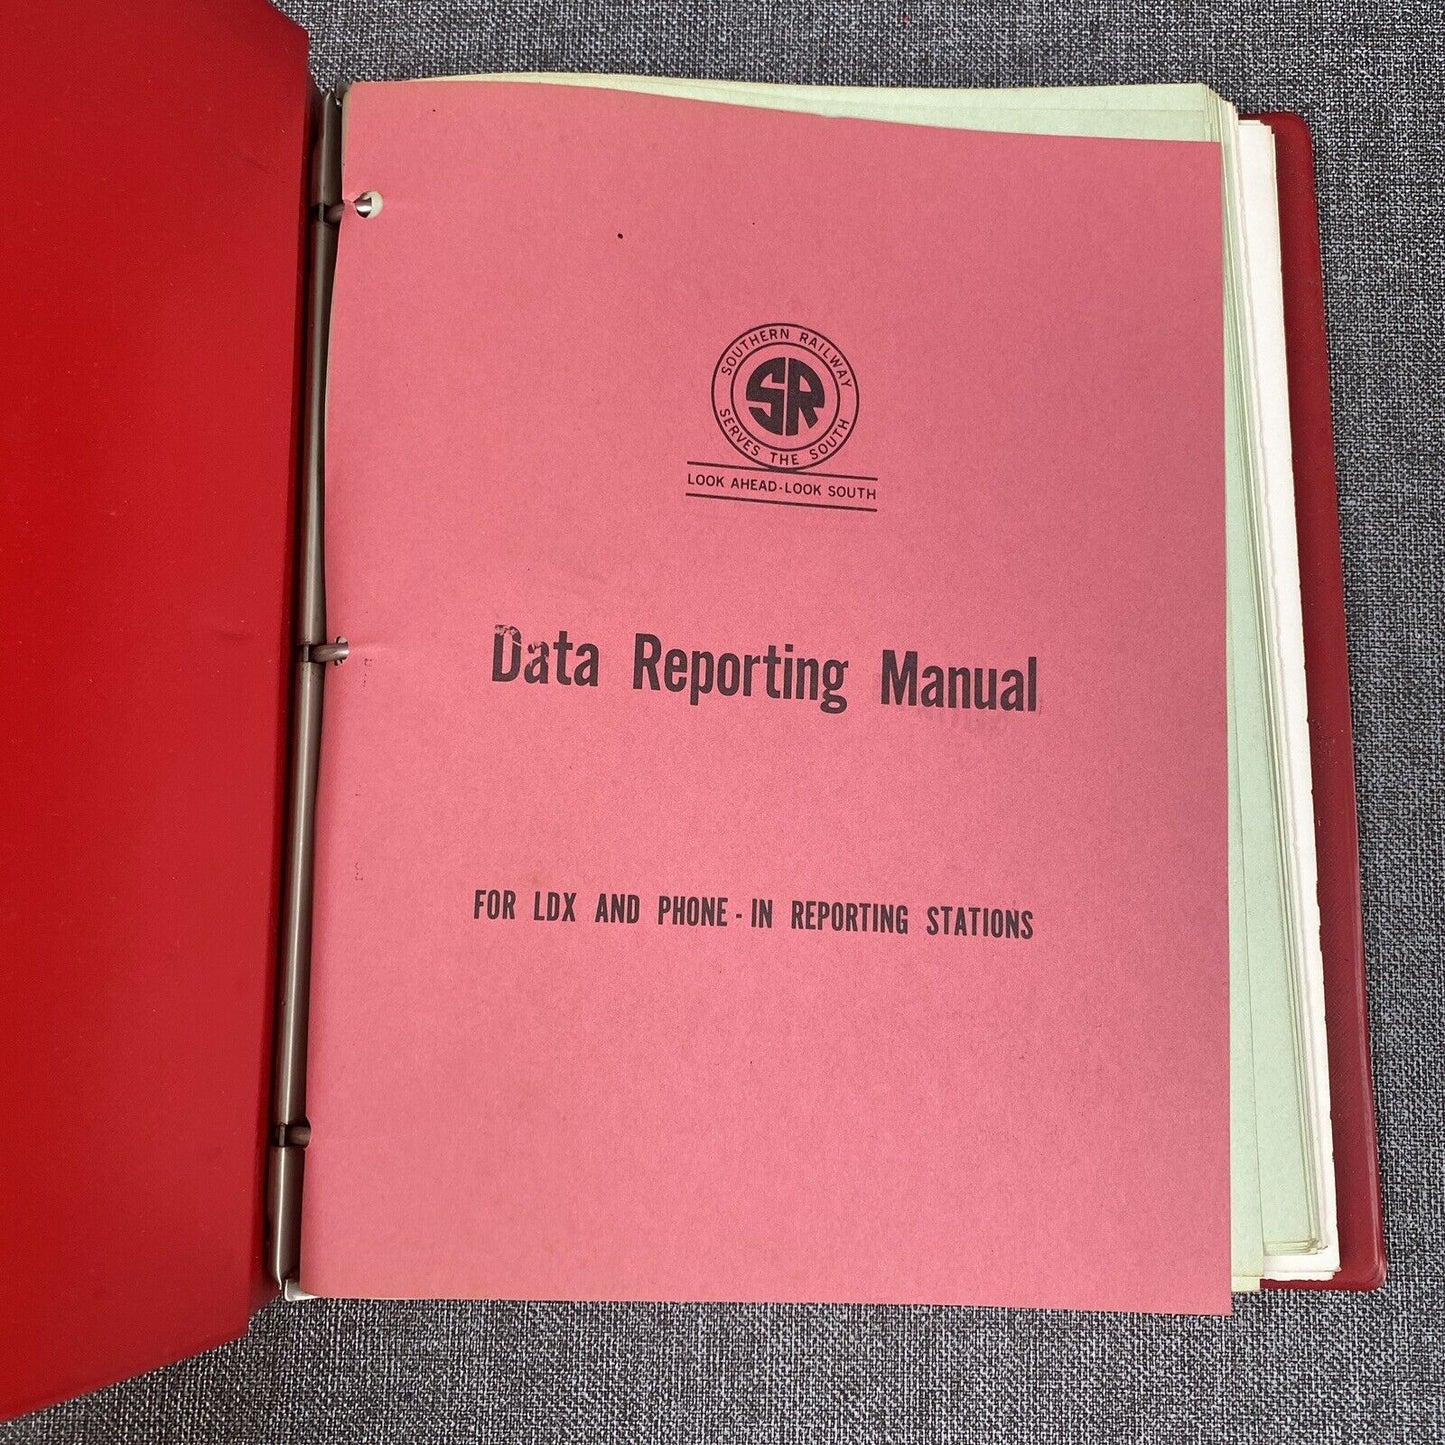 SOUTHERN RAILWAY
SR
SERVES THE SOUTH
LOOK AHEAD-LOOK SOUTH
Data Reporting Manual
FOR LDX AND PHONE-IN REPORTING STATIONS